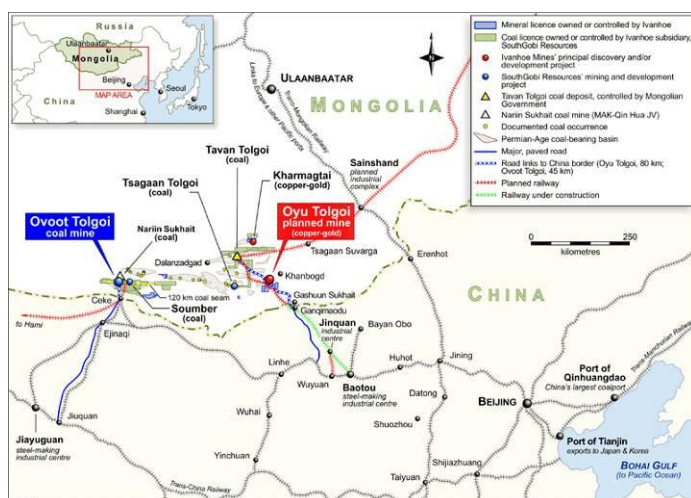 Russia
Ulaanbaatar
Mongolia
Beijing
MAP AREA
Seoul
China
Tokyo
Shanghai
Mineral licence owned or controlled by Ivanhoe
Coal licence owned or controlled by Ivanhoe subsidiary,
SouthGobi Resources
Ivanhoe Mines' principal discovery and/or
development project
SouthGobi Resources' mining and development
project
Tavan Tolgoi coal deposit, controlled by Mongolian
Government
Nariin Sukhait coal mine (MAK-Qin Hua JV)
Documented coal occurrence
Permian-Age coal-bearing basin
Major, paved road
Road links to China border (Oyu Tolgoi, 80 km;
Ovoot Tolgoi, 45 km)
Planned railway
Railway under construction
0
250
kilometres
N
ULAANBAATAR
MONGOLIA
Links to Europe & other Pacific ports
Trans-Mongolian Railway
Sainshand
planned
industrial
complex
Tavan Tolgoi
(coal)
Kharmagtai
(copper-gold)
Tsagaan Tolgoi
(coal)
Ovoot Tolgoi
coal mine
Nariin Sukhait
(coal)
Oyu Tolgoi
planned mine
(copper-gold)
Tsagaan Suvarga
Dalanzadgad
Khanbogd
Erenhot
CHINA
120 km coal seam
Soumber
(coal)
Gashuun Sukhait
Ganqimaodu
Ceke
to Hami
Ejinaqi
Jinquan
industrial
centre
Bayan Obo
Linhe
Wuyuan
Baotou
steel-making
industrial centre
Huhot
Jining
Datong
BEIJING
Port of
Qinhuangdao
China's largest coalport
Trans-Manchurian Railway
Jiuquan
Jiayuguan
steel-making
industrial centre
Wuhai
Shuozhou
Port of Tianjin
exports to Japan & Korea
Yinchuan
Shijiazhuang
Taiyuan
BOHAI GULF
(to Pacific Ocean)
Trans-China Railway